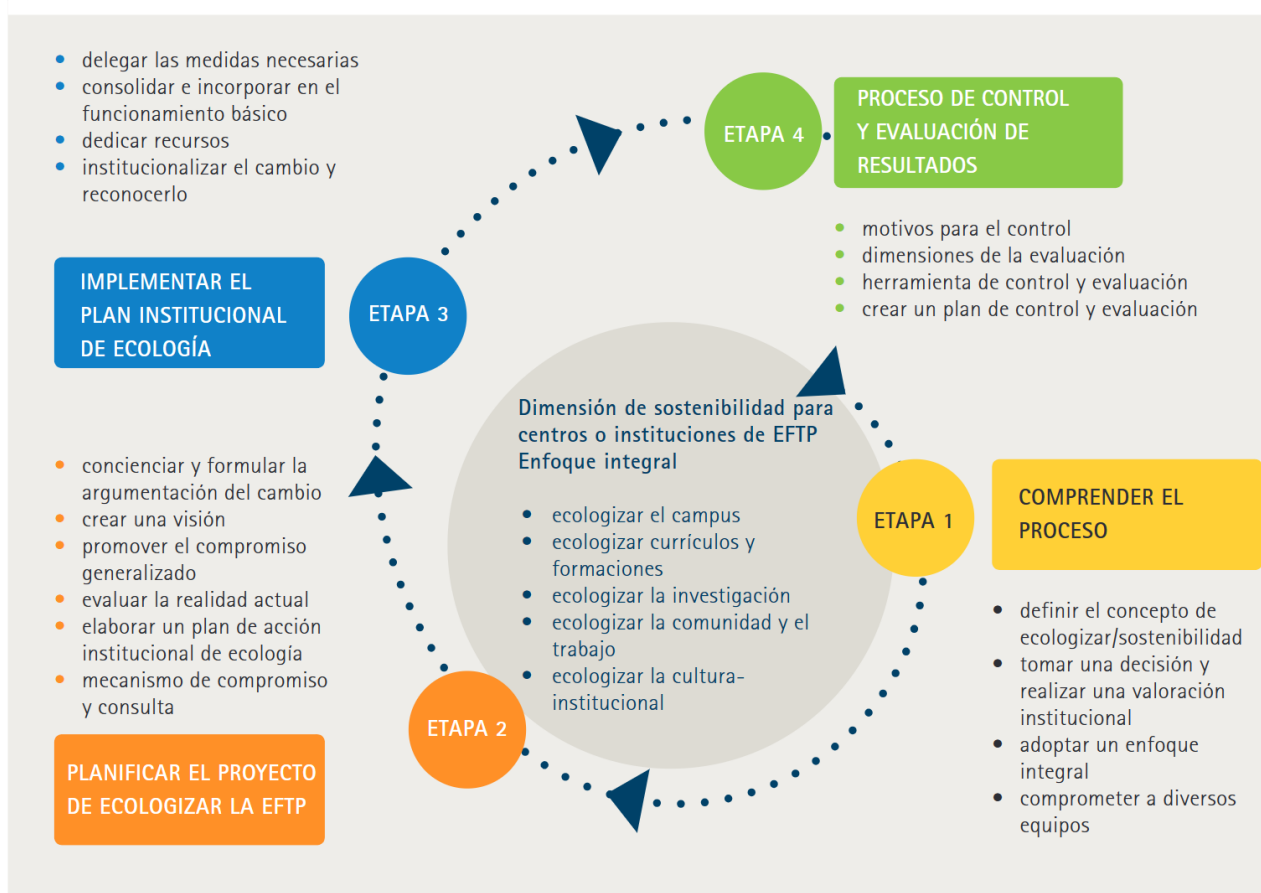 • delegar las medidas necesarias
• consolidar e incorporar en el
funcionamiento básico
• dedicar recursos
• institucionalizar el cambio y
reconocerlo
IMPLEMENTAR EL
PLAN INSTITUCIONAL
DE ECOLOGÍA
ETAPA 3
ETAPA 4
PROCESO DE CONTROL
Y EVALUACIÓN DE
RESULTADOS
• motivos para el control
• dimensiones de la evaluación
• herramienta de control y evaluación
• crear un plan de control y evaluación
Dimensión de sostenibilidad para
centros o instituciones de EFTP
Enfoque integral
• ecologizar el campus
• ecologizar currículos y
formaciones
• ecologizar la investigación
• ecologizar la comunidad y el
trabajo
• ecologizar la cultura-
institucional
ETAPA 1
COMPRENDER EL
PROCESO
• definir el concepto de
ecologizar/sostenibilidad
• tomar una decisión y
realizar una valoración
institucional
• adoptar un enfoque
integral
• comprometer a diversos
equipos
• concienciar y formular la
argumentación del cambio
• crear una visión
• promover el compromiso
generalizado
• evaluar la realidad actual
• elaborar un plan de acción
institucional de ecología
• mecanismo de compromiso
y consulta
ETAPA 2
PLANIFICAR EL PROYECTO
DE ECOLOGIZAR LA EFTP